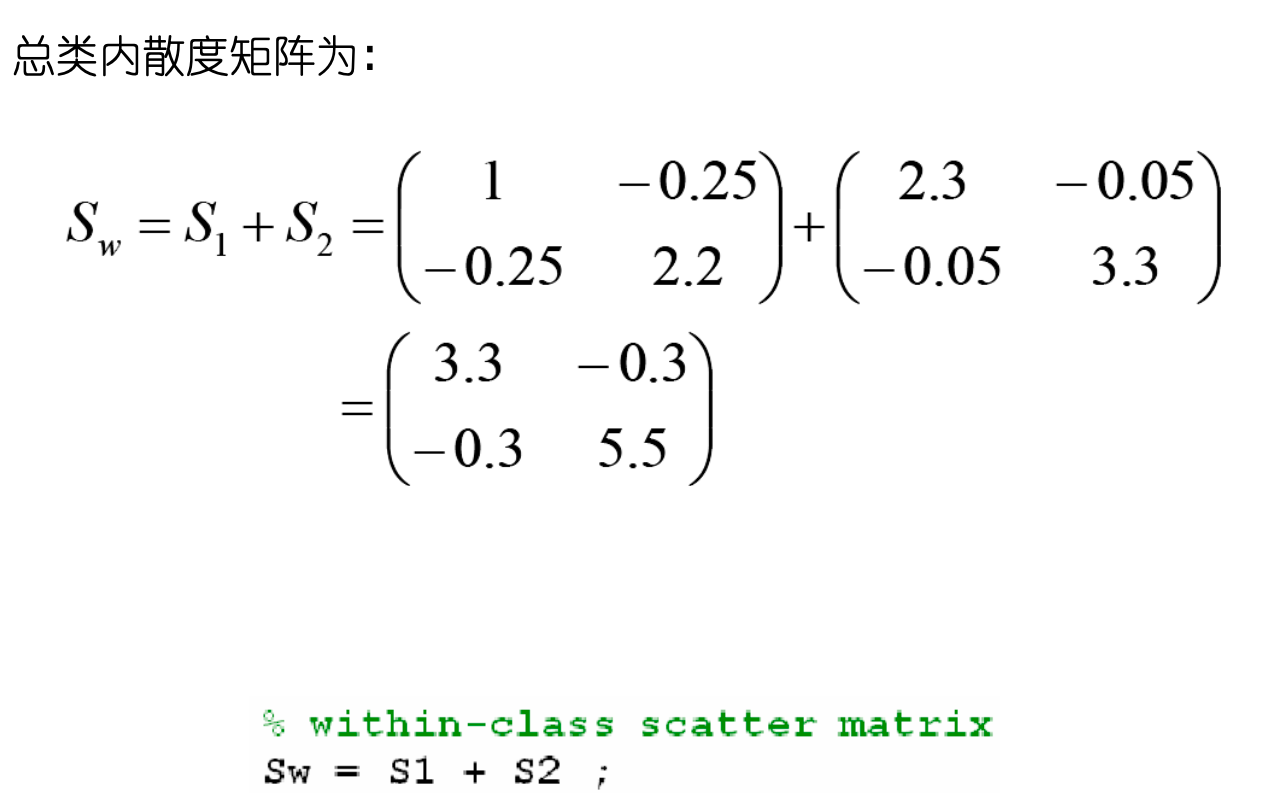 总类内散度矩阵为:
S_w = S_1 + S_2 = \begin{pmatrix} 1 & -0.25 \\ -0.25 & 2.2 \end{pmatrix} + \begin{pmatrix} 2.3 & -0.05 \\ -0.05 & 3.3 \end{pmatrix}
= \begin{pmatrix} 3.3 & -0.3 \\ -0.3 & 5.5 \end{pmatrix}
% within-class scatter matrix
Sw = S1 + S2 ;